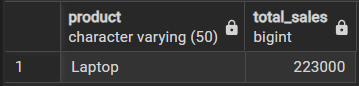 product total_sales
character varying (50) bigint
1 Laptop 223000